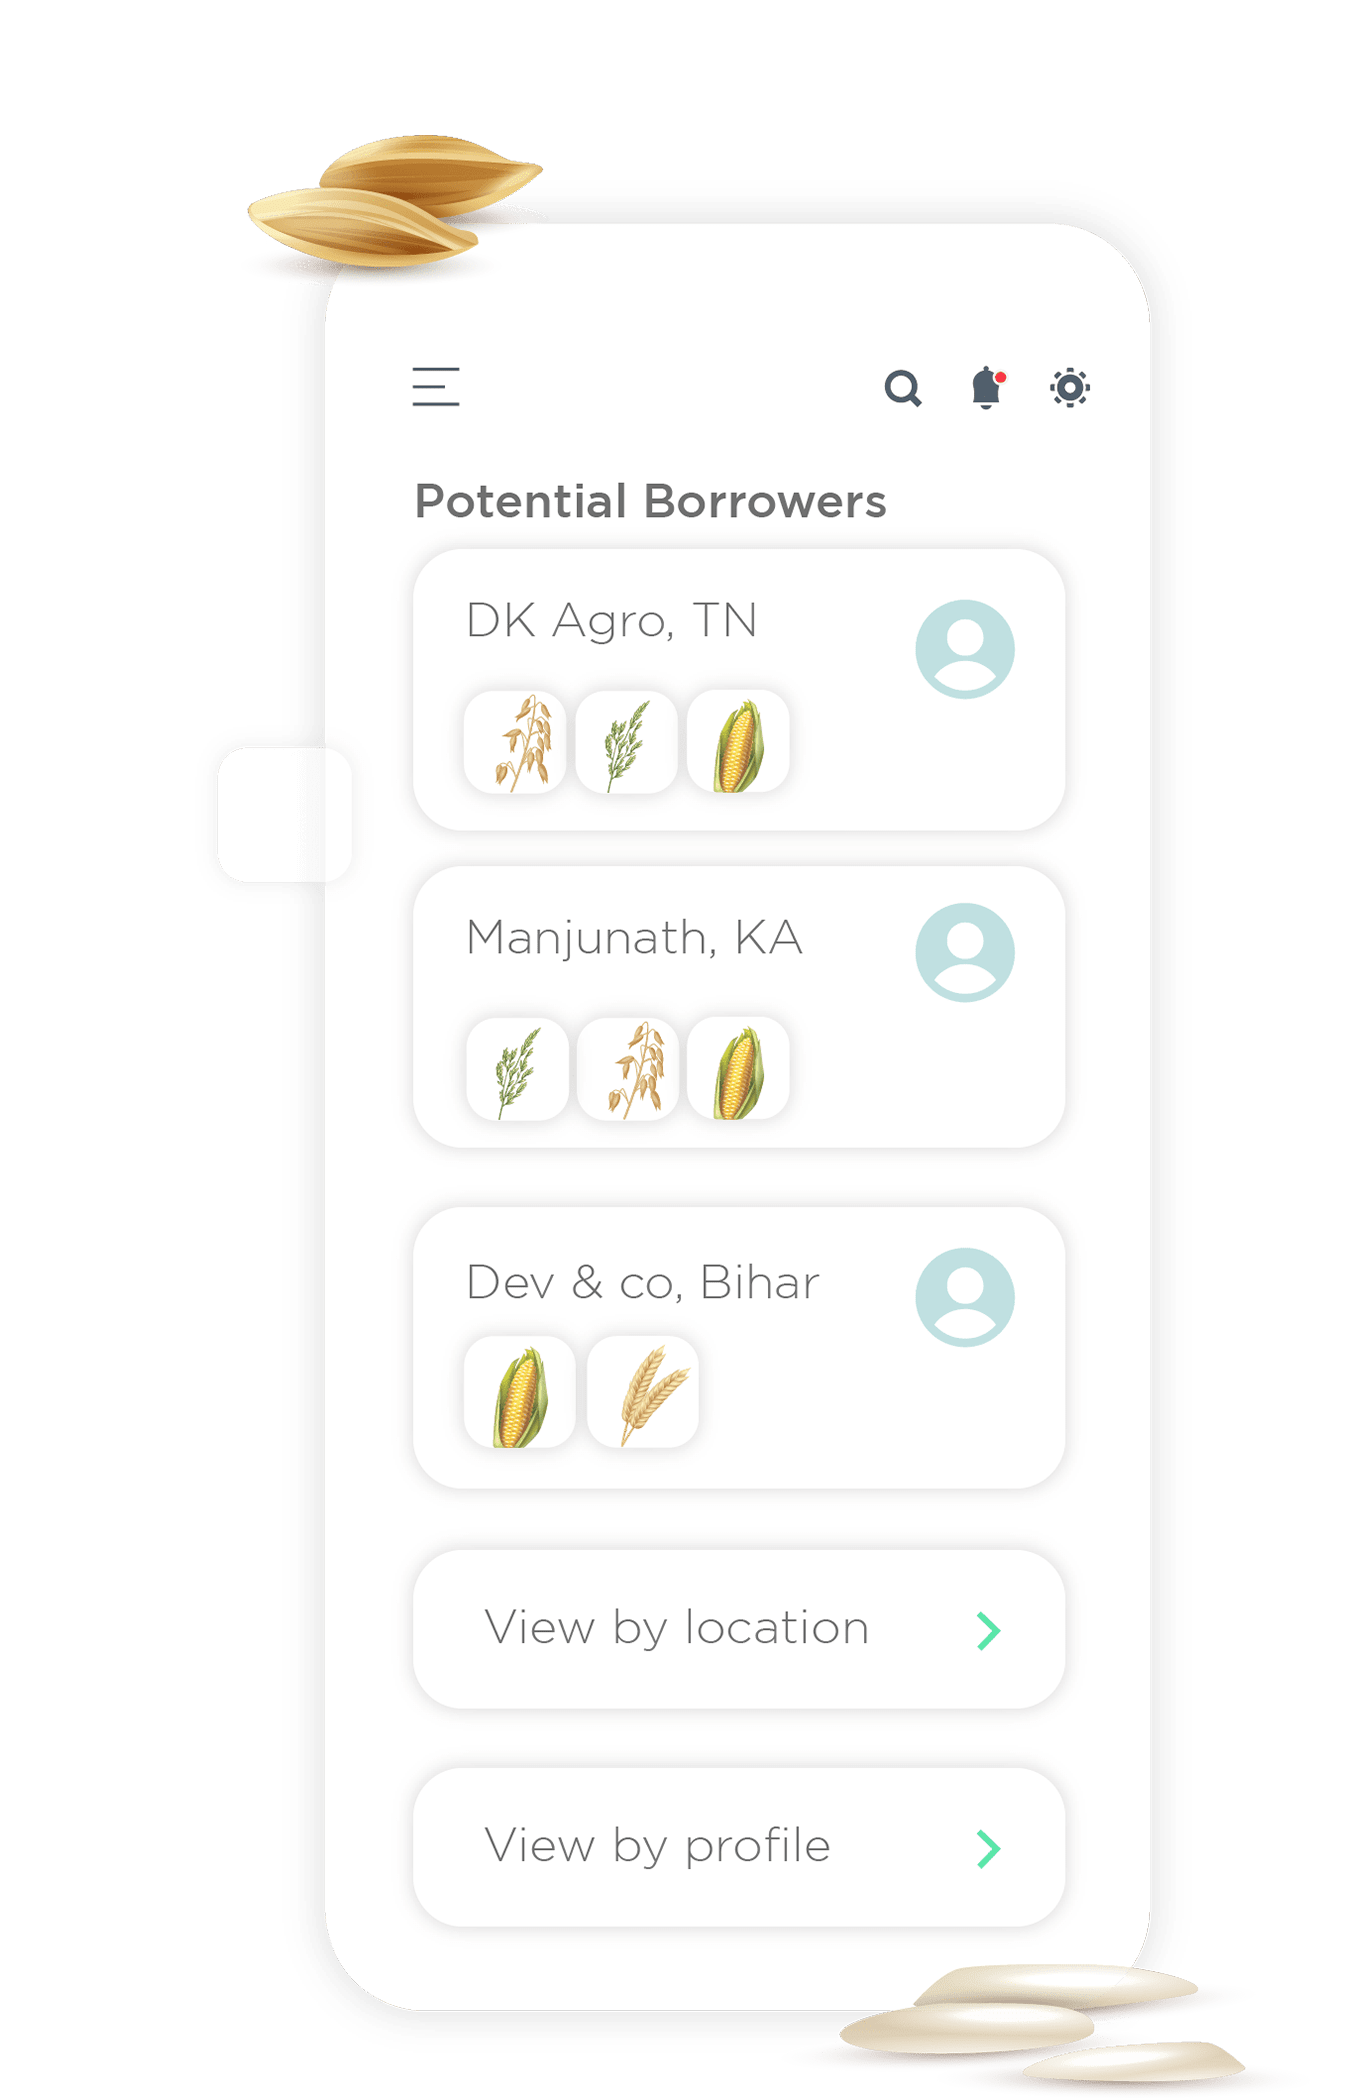 Potential Borrowers
DK Agro, TN
Manjunath, KA
Dev & co, Bihar
View by location
View by profile